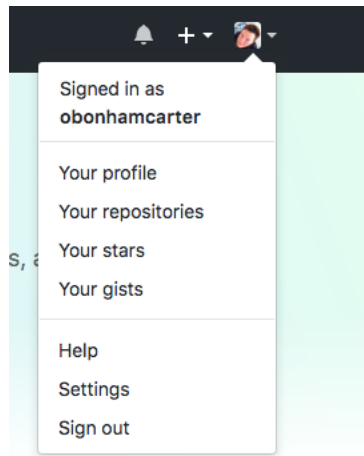 Signed in as
obonhamcarter
Your profile
Your repositories
s,
Your stars
Your gists
Help
Settings
Sign out